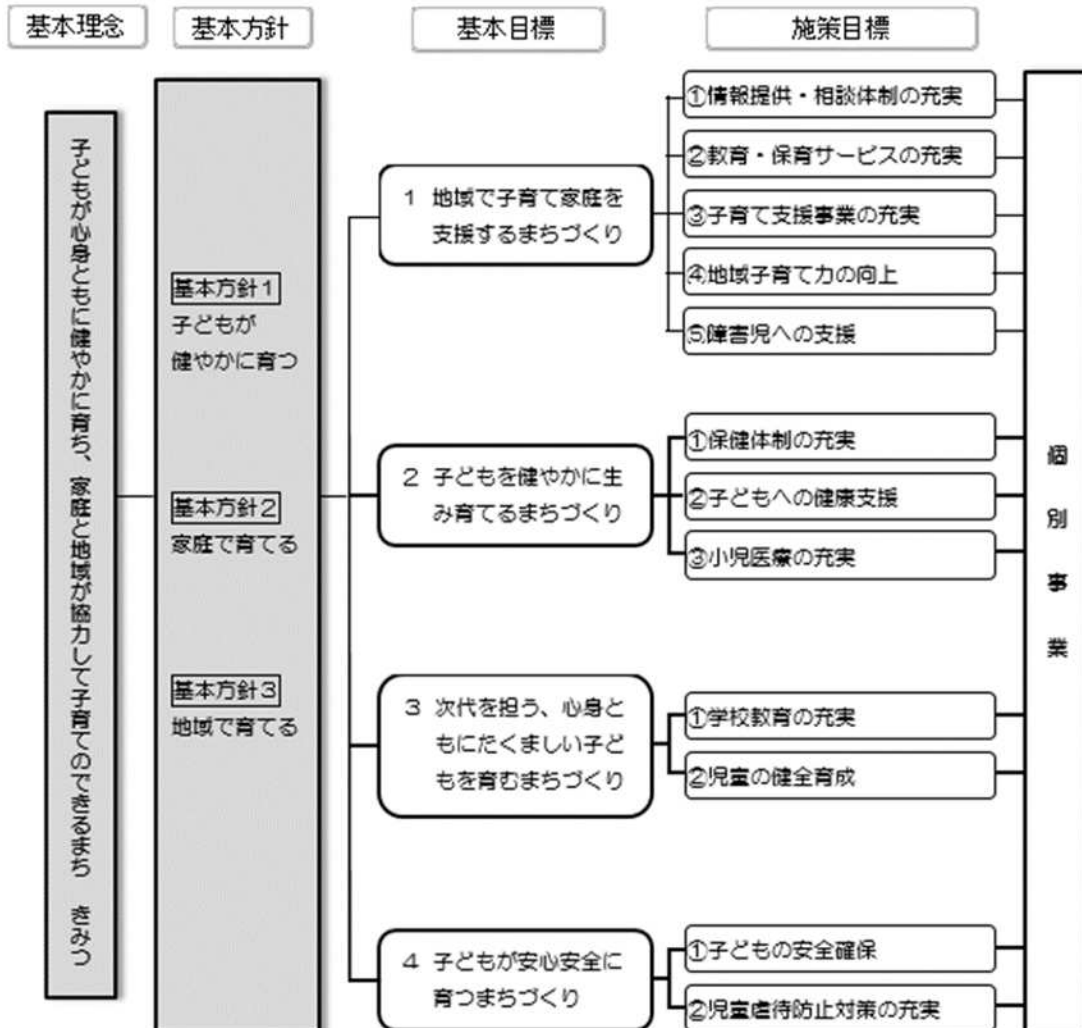 基本理念
基本方針
基本目標
施策目標
子どもが心身ともに健やかに育ち、家庭と地域が協力して子育てのできるまち　きみつ
基本方針1
子どもが
健やかに育つ
基本方針2
家庭で育てる
基本方針3
地域で育てる
1 地域で子育て家庭を
支援するまちづくり
①情報提供・相談体制の充実
②教育・保育サービスの充実
③子育て支援事業の充実
④地域子育て力の向上
⑤障害児への支援
2 子どもを健やかに生
み育てるまちづくり
①保健体制の充実
②子どもへの健康支援
③小児医療の充実
3 次代を担う、心身と
もにたくましい子ど
もを育むまちづくり
①学校教育の充実
②児童の健全育成
4 子どもが安心安全に
育つまちづくり
①子どもの安全確保
②児童虐待防止対策の充実
個別事業